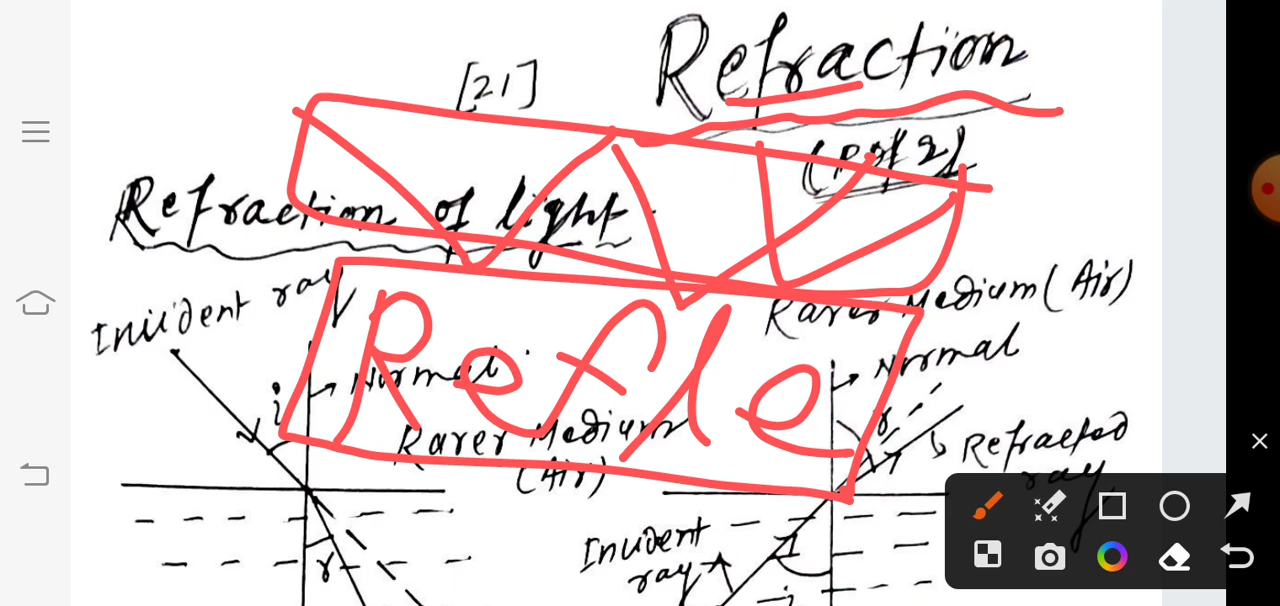 Refraction
[21]
(Pot 2)
Refraction of light
Rarer Medium (Air)
Incident ray
Refle
Normal
Normal
i
r
Refracted
ray
Rarer Medium
(Air)
Incident
ray
i
r